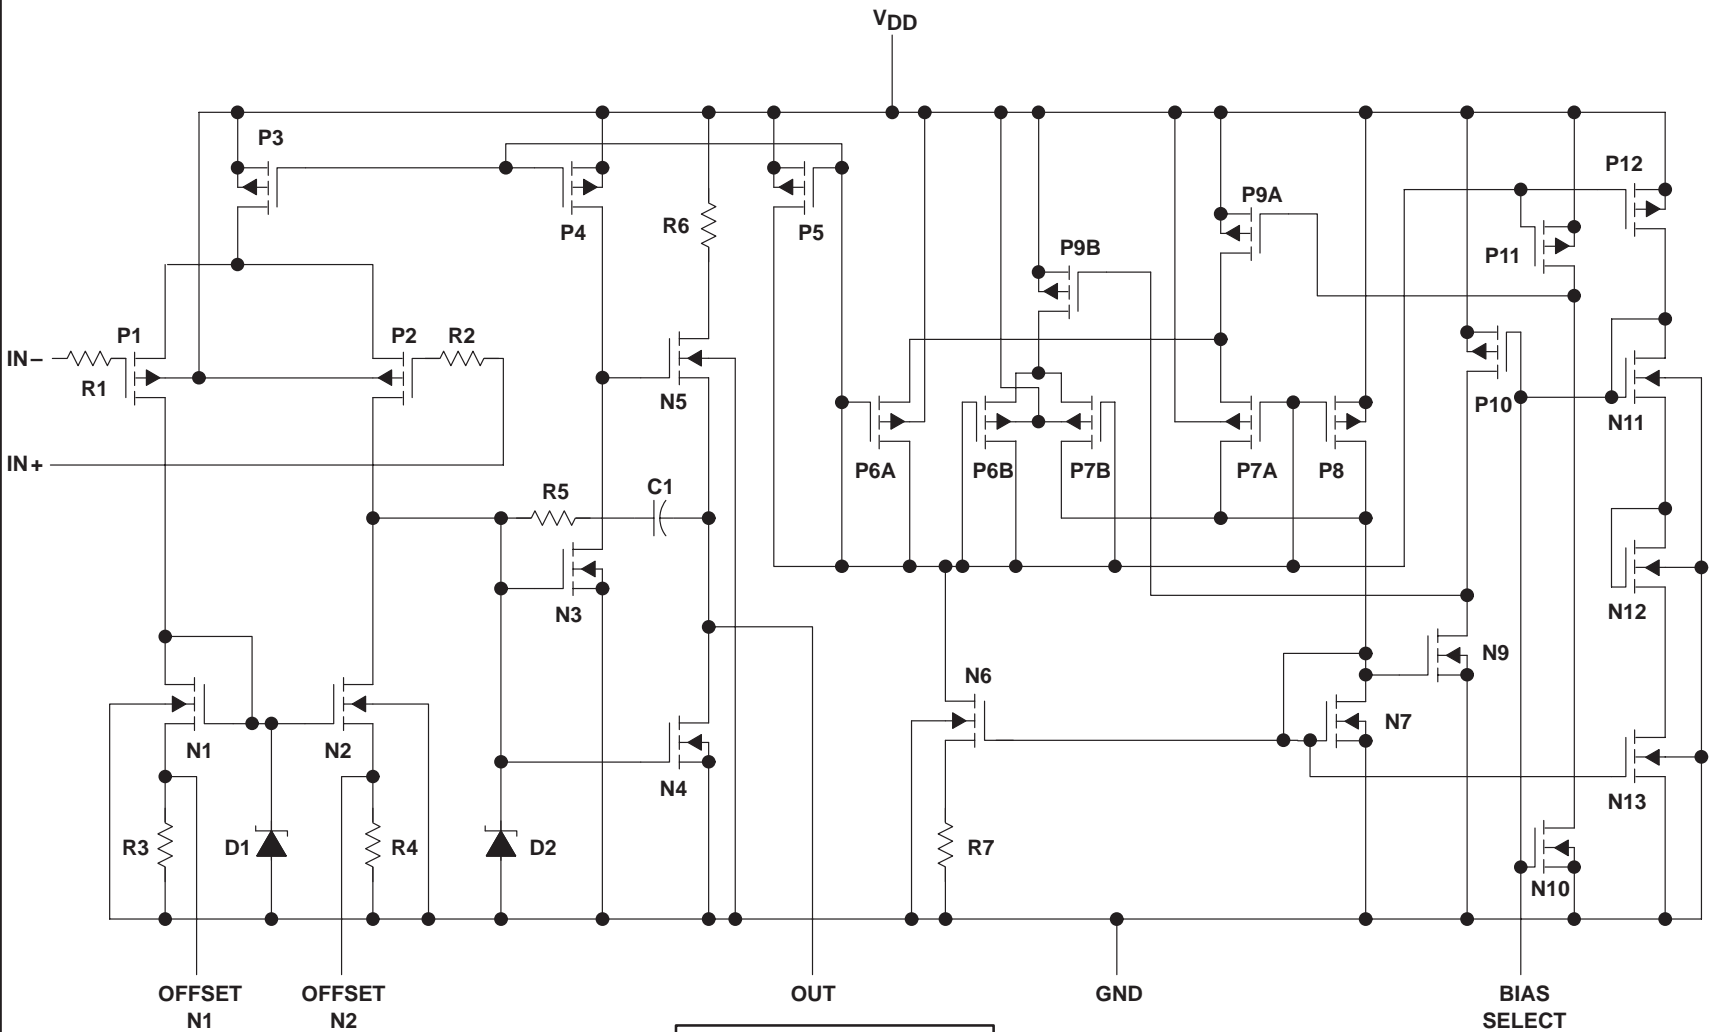 VDD
P3
P12
P9A
P4
R6
P5
P9B
P11
P1
P2
R2
IN–
R1
N5
P10
N11
IN+
P6A
P6B
P7B
P7A
P8
R5
C1
N3
N12
N9
N6
N1
N2
N7
N4
N13
R3
D1
R4
D2
R7
N10
OFFSET
N1
OFFSET
N2
OUT
GND
BIAS
SELECT